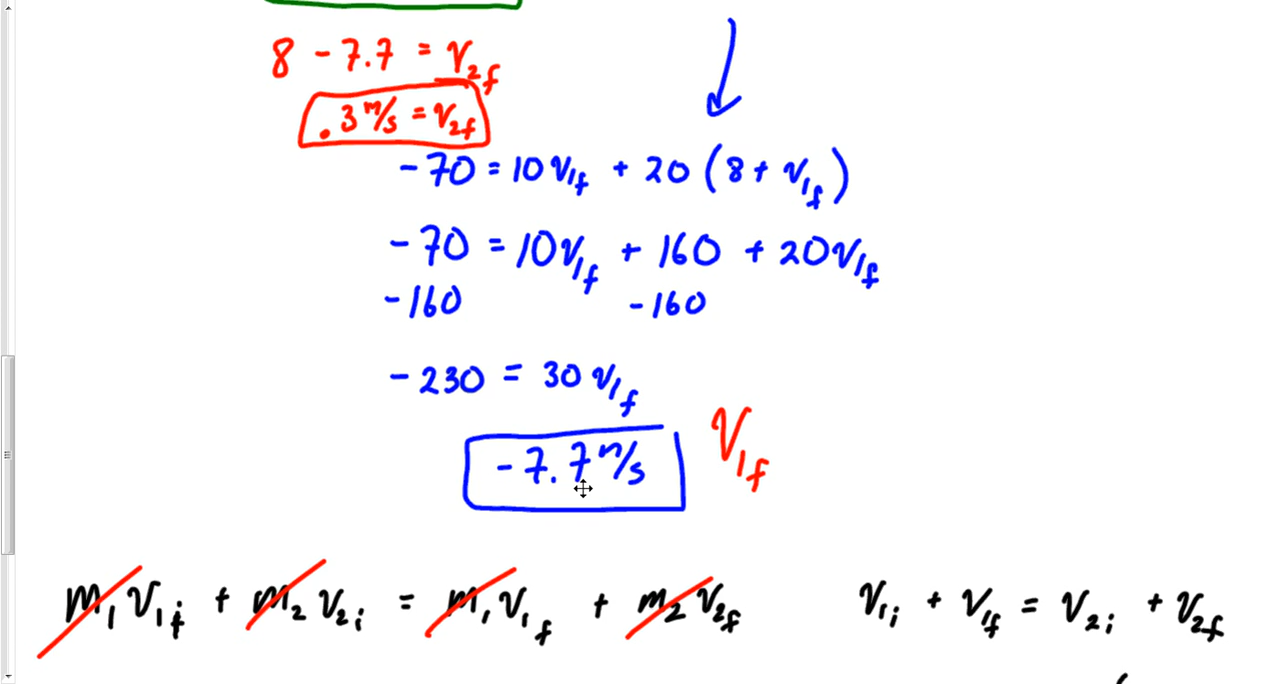 8 - 7.7 = V2f
.3 m/s = V2f
-70 = 10V1f + 20 (8 + V1f)
-70 = 10V1f + 160 + 20V1f
-160 -160
-230 = 30V1f
-7.7 m/s V1f
m1V1i + m2V2i = m1V1f + m2V2f V1i + V1f = V2i + V2f